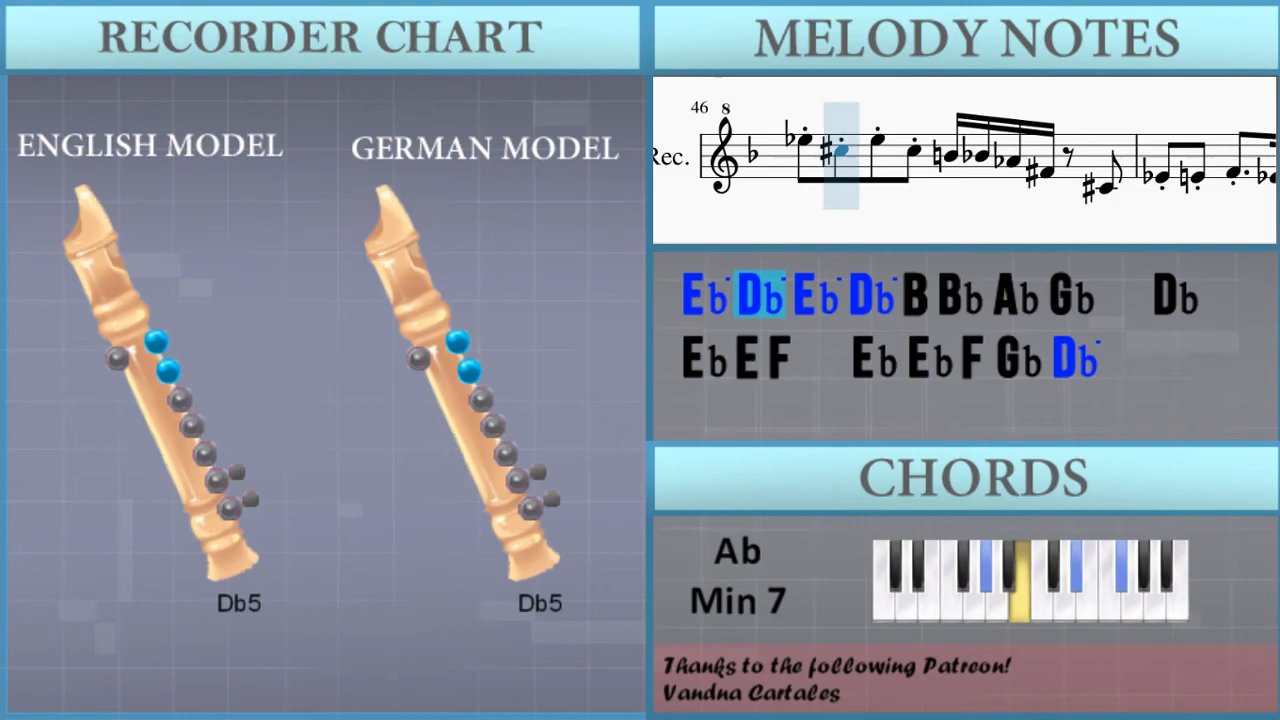 RECORDER CHART
ENGLISH MODEL
GERMAN MODEL
Db5
Db5
MELODY NOTES
46
8
Rec.
Eb˙ Db˙ Eb˙ Db˙ B Bb Ab Gb Db
Eb E F Eb Eb F Gb Db˙
CHORDS
Ab
Min 7
Thanks to the following Patreon!
Vandna Cartales